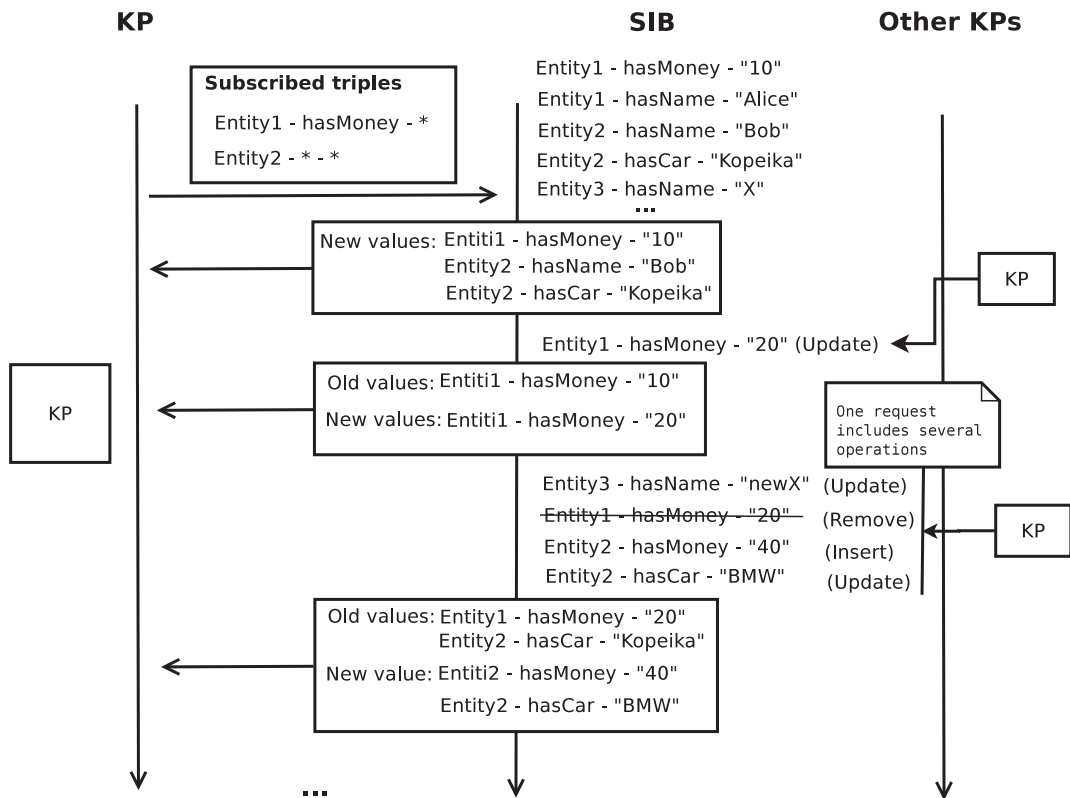 KP
SIB
Other KPs
Subscribed triples
Entity1 - hasMoney - *
Entity2 - * - *
Entity1 - hasMoney - "10"
Entity1 - hasName - "Alice"
Entity2 - hasName - "Bob"
Entity2 - hasCar - "Kopeika"
Entity3 - hasName - "X"
...
New values: Entiti1 - hasMoney - "10"
Entity2 - hasName - "Bob"
Entity2 - hasCar - "Kopeika"
KP
Entity1 - hasMoney - "20" (Update)
Old values: Entiti1 - hasMoney - "10"
New values: Entiti1 - hasMoney - "20"
KP
One request
includes several
operations
Entity3 - hasName - "newX" (Update)
Entity1 - hasMoney - "20" (Remove)
Entity2 - hasMoney - "40" (Insert)
Entity2 - hasCar - "BMW" (Update)
KP
Old values: Entity1 - hasMoney - "20"
Entity2 - hasCar - "Kopeika"
New value: Entiti2 - hasMoney - "40"
Entity2 - hasCar - "BMW"
...